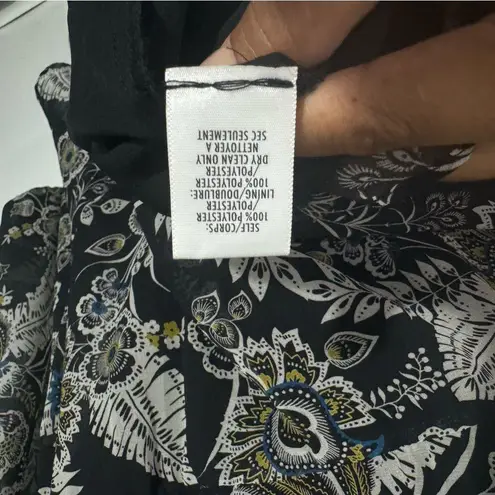 SELF/CORPS:
100% POLYESTER
/POLYESTER
LINING/DOUBLURE:
100% POLYESTER
/POLYESTER
DRY CLEAN ONLY
NETTOYER A
SEC SEULEMENT